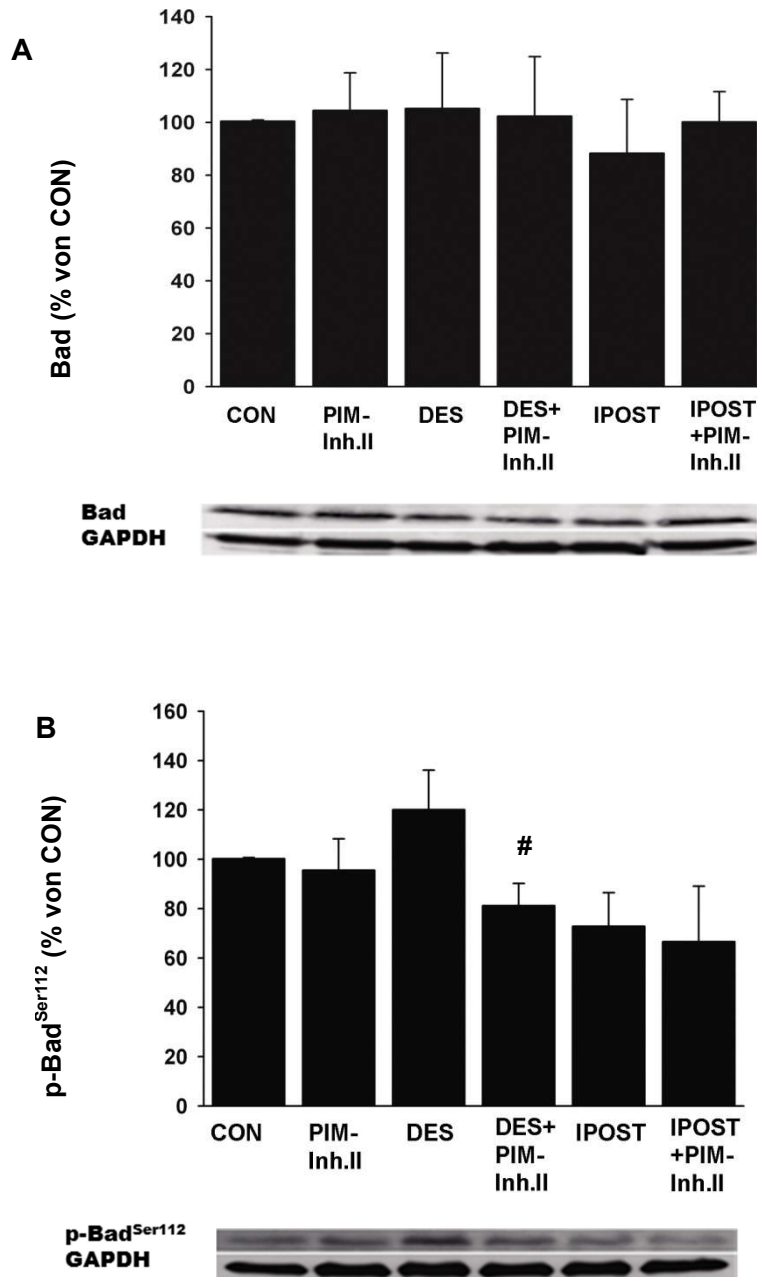 A
Bad (% von CON)
140
120
100
80
60
40
20
0
CON PIM- DES DES+ IPOST IPOST
Inh.II PIM- +PIM-
Inh.II Inh.II
Bad
GAPDH
B
p-Bad^Ser112 (% von CON)
160
140
120
100
80
60
40
20
0
#
CON PIM- DES DES+ IPOST IPOST
Inh.II PIM- +PIM-
Inh.II Inh.II
p-Bad^Ser112
GAPDH